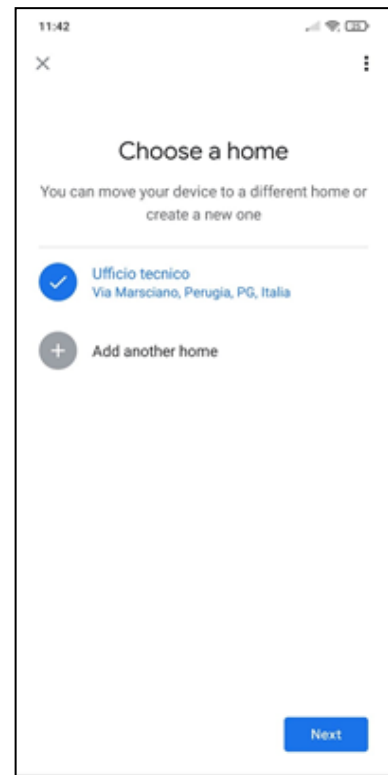 11:42
Choose a home
You can move your device to a different home or
create a new one
Ufficio tecnico
Via Marsciano, Perugia, PG, Italia
Add another home
Next